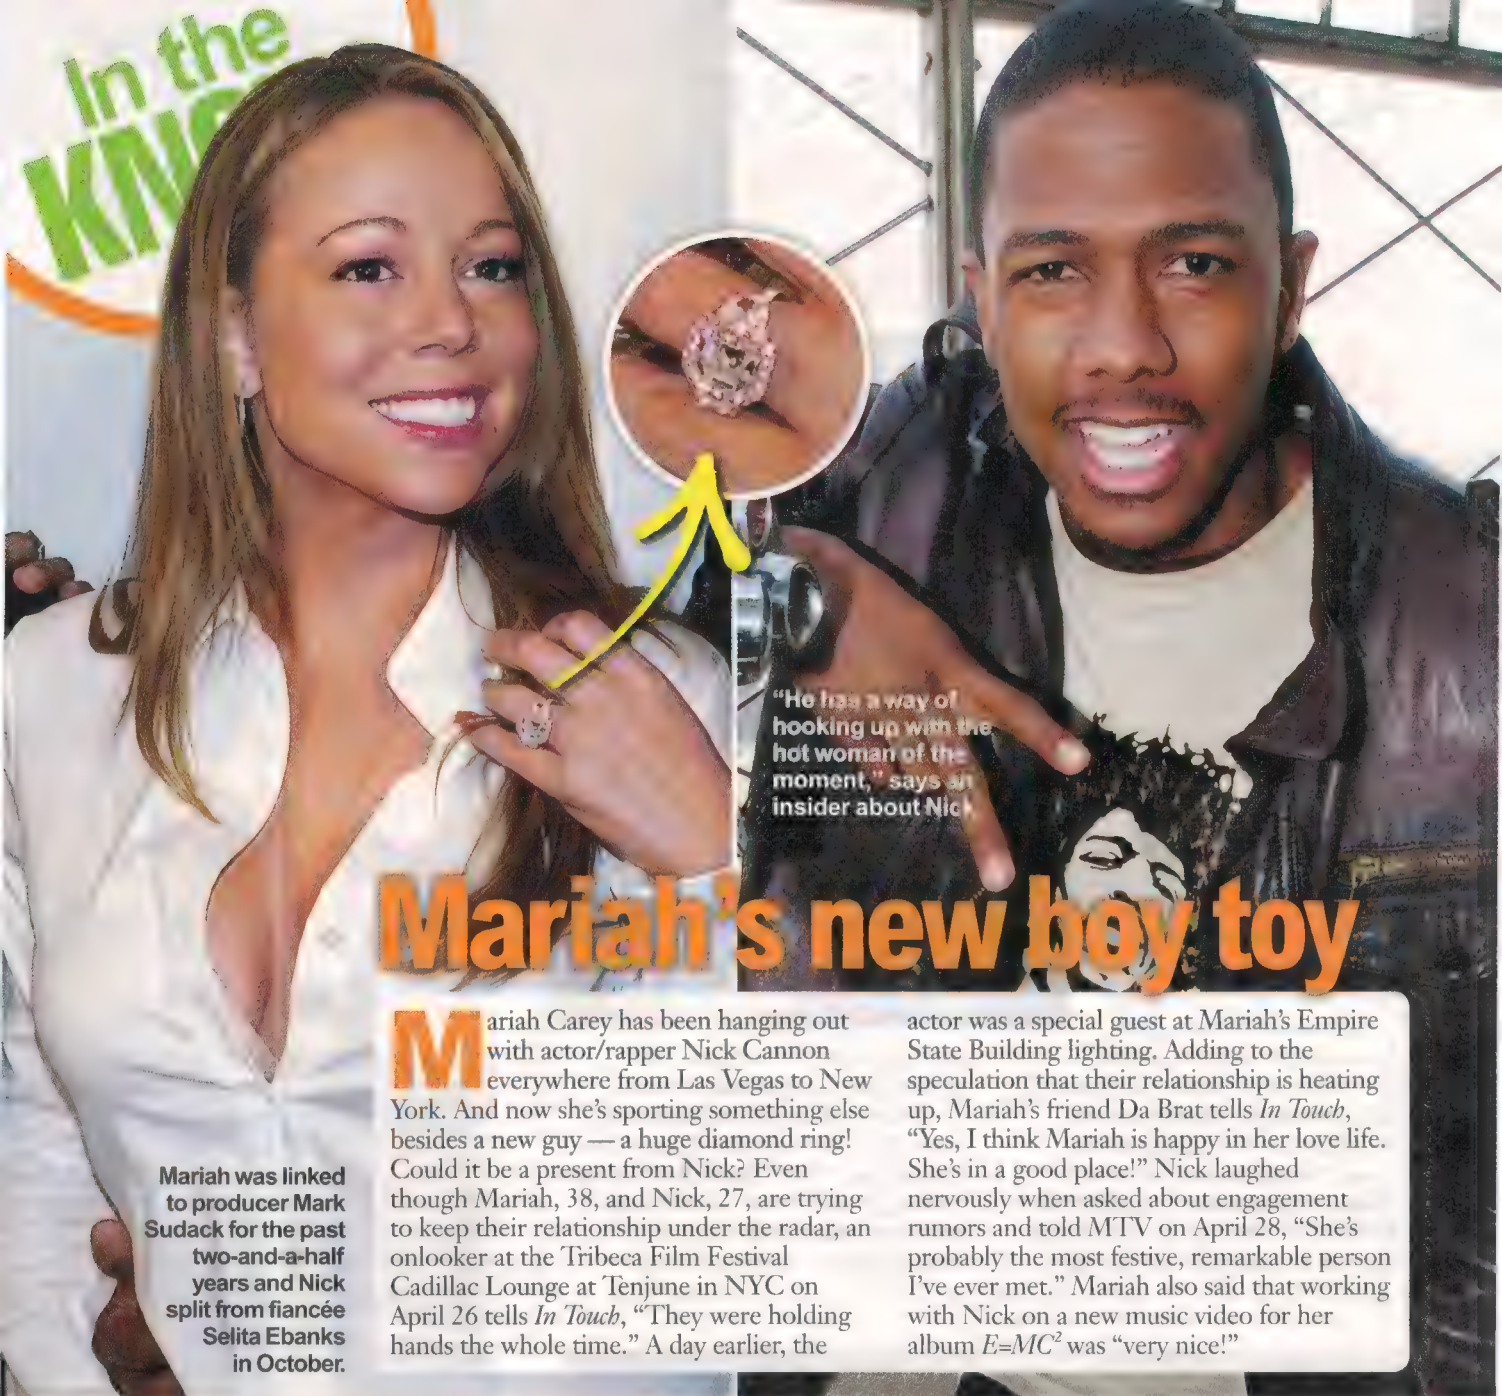 In the
KNO
"He has a way of
hooking up with the
hot woman of the
moment," says an
insider about Nick
Mariah's new boy toy
Mariah Carey has been hanging out
with actor/rapper Nick Cannon
everywhere from Las Vegas to New
York. And now she's sporting something else
besides a new guy — a huge diamond ring!
Could it be a present from Nick? Even
though Mariah, 38, and Nick, 27, are trying
to keep their relationship under the radar, an
onlooker at the Tribeca Film Festival
Cadillac Lounge at Tenjune in NYC on
April 26 tells In Touch, "They were holding
hands the whole time." A day earlier, the
actor was a special guest at Mariah's Empire
State Building lighting. Adding to the
speculation that their relationship is heating
up, Mariah's friend Da Brat tells In Touch,
"Yes, I think Mariah is happy in her love life.
She's in a good place!" Nick laughed
nervously when asked about engagement
rumors and told MTV on April 28, "She's
probably the most festive, remarkable person
I've ever met." Mariah also said that working
with Nick on a new music video for her
album E=MC² was "very nice!"
Mariah was linked
to producer Mark
Sudack for the past
two-and-a-half
years and Nick
split from fiancée
Selita Ebanks
in October.